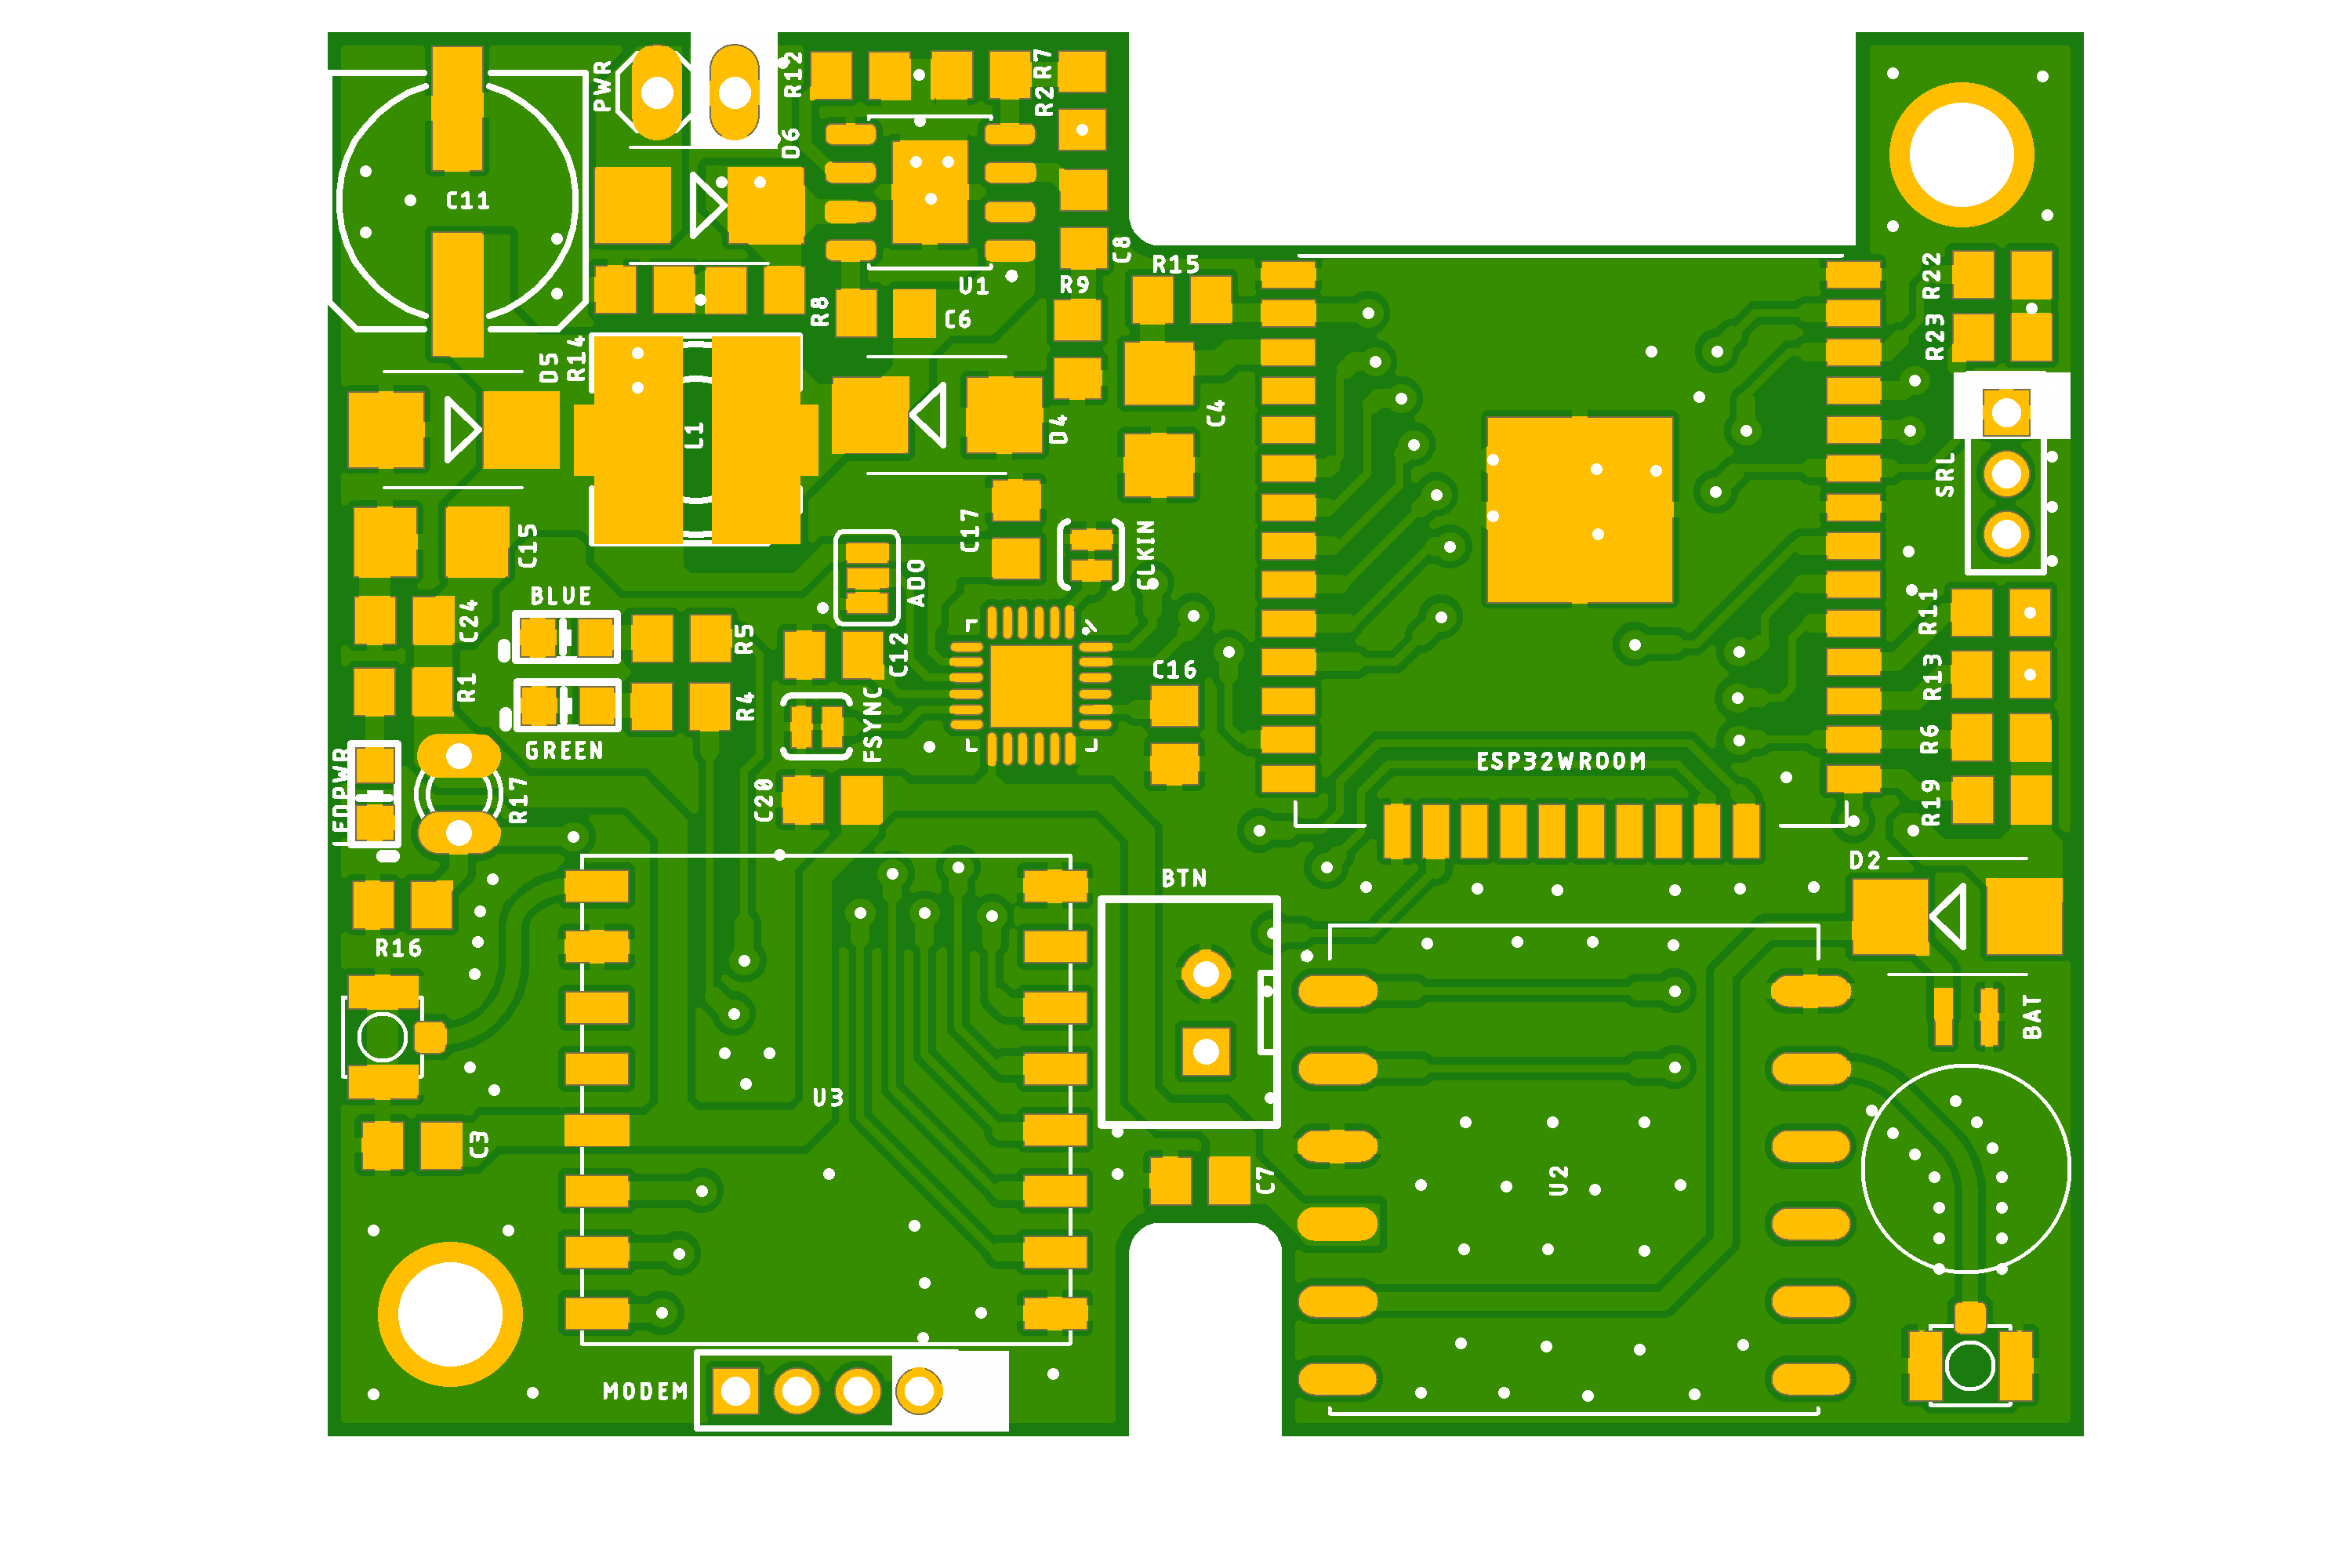 PWR
R12
R7
R2
D6
C11
C8
U1
R15
R9
R8
C6
R22
R23
D5
R14
L1
D4
C4
SRL
C15
C17
CLKIN
ADO
BLUE
C24
R5
C12
R11
C16
R13
R1
R4
FSYNC
GREEN
R6
ESP32WROOM
LEDPWR
R17
C20
R19
D2
BTN
R16
BAT
U3
C3
C7
U2
MODEM